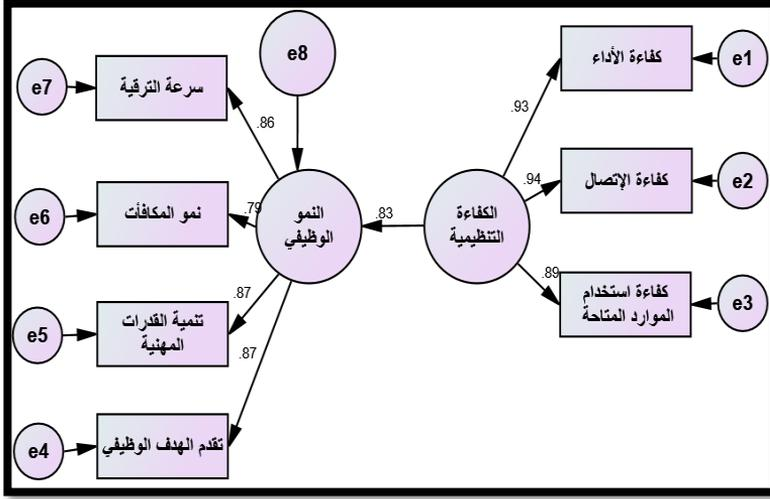 كفاءة الأداء
e1
.93
كفاءة الإتصال
e2
.94
كفاءة استخدام
الموارد المتاحة
e3
.89
الكفاءة
التنظيمية
.83
النمو
الوظيفي
e8
سرعة الترقية
e7
.86
نمو المكافأت
e6
.79
تنمية القدرات
المهنية
e5
.87
تقدم الهدف الوظيفي
e4
.87